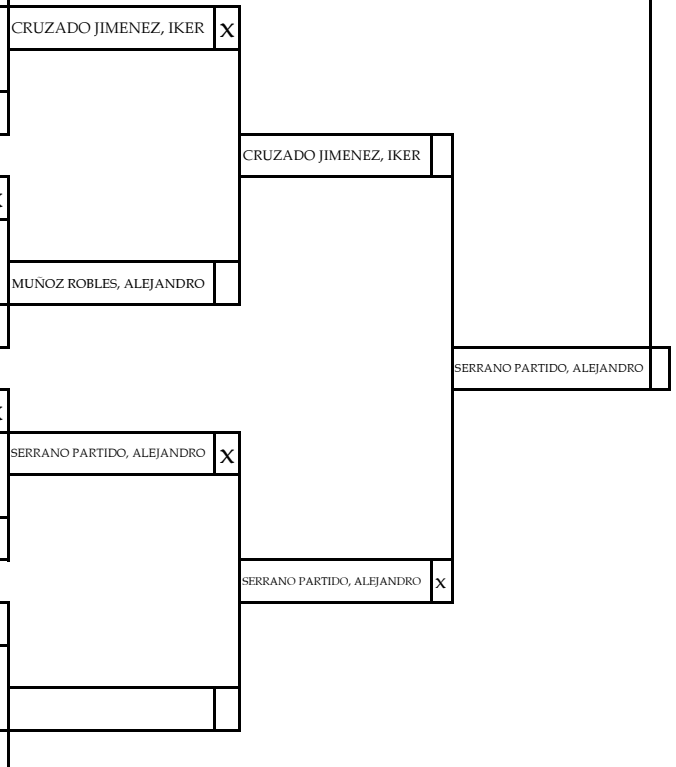 CRUZADO JIMENEZ, IKER X
CRUZADO JIMENEZ, IKER
MUÑOZ ROBLES, ALEJANDRO
SERRANO PARTIDO, ALEJANDRO
SERRANO PARTIDO, ALEJANDRO X
SERRANO PARTIDO, ALEJANDRO x